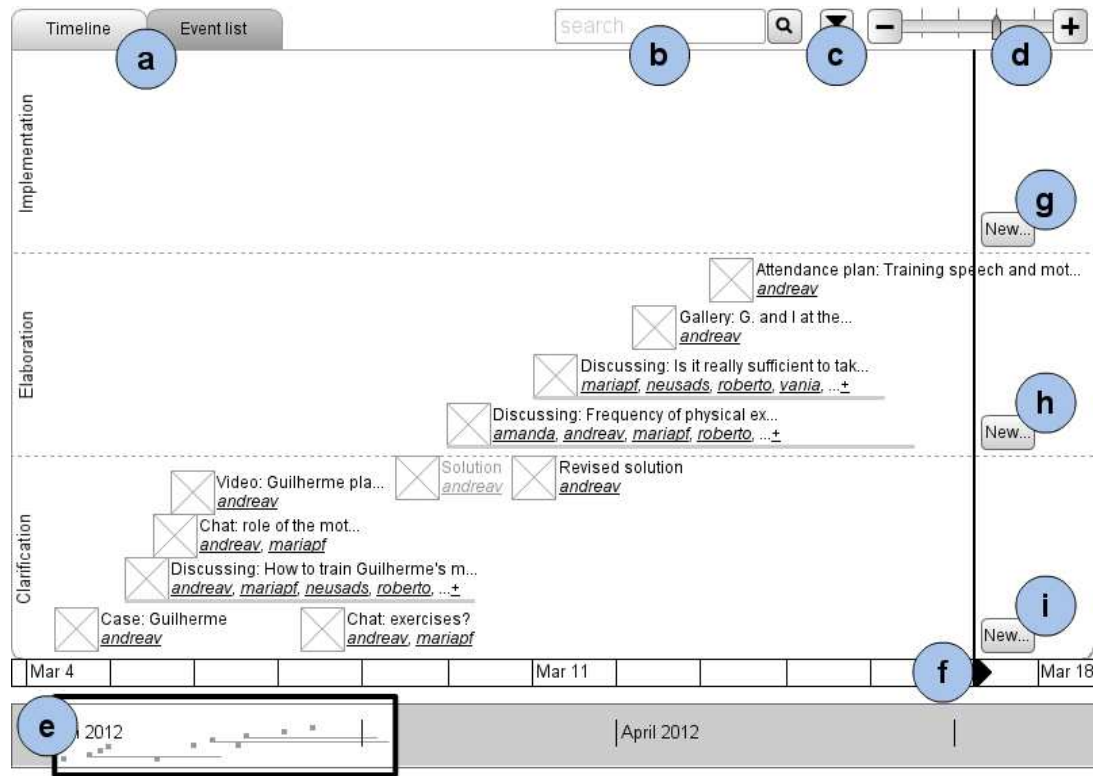 Timeline
Event list
search
a
b
c
d
Implementation
g
New...
Attendance plan: Training speech and mot...
andreav
Gallery: G. and I at the...
andreav
Elaboration
Discussing: Is it really sufficient to tak...
mariapf, neusads, roberto, vania, ...+
h
Discussing: Frequency of physical ex...
amanda, andreav, mariapf, roberto, ...+
New...
Solution
andreav
Revised solution
andreav
Video: Guilherme pla...
andreav
Chat: role of the mot...
andreav, mariapf
Clarification
Discussing: How to train Guilherme's m...
andreav, mariapf, neusads, roberto, ...+
Case: Guilherme
andreav
Chat: exercises?
andreav, mariapf
i
New...
Mar 4
Mar 11
f
Mar 18
e
2012
April 2012